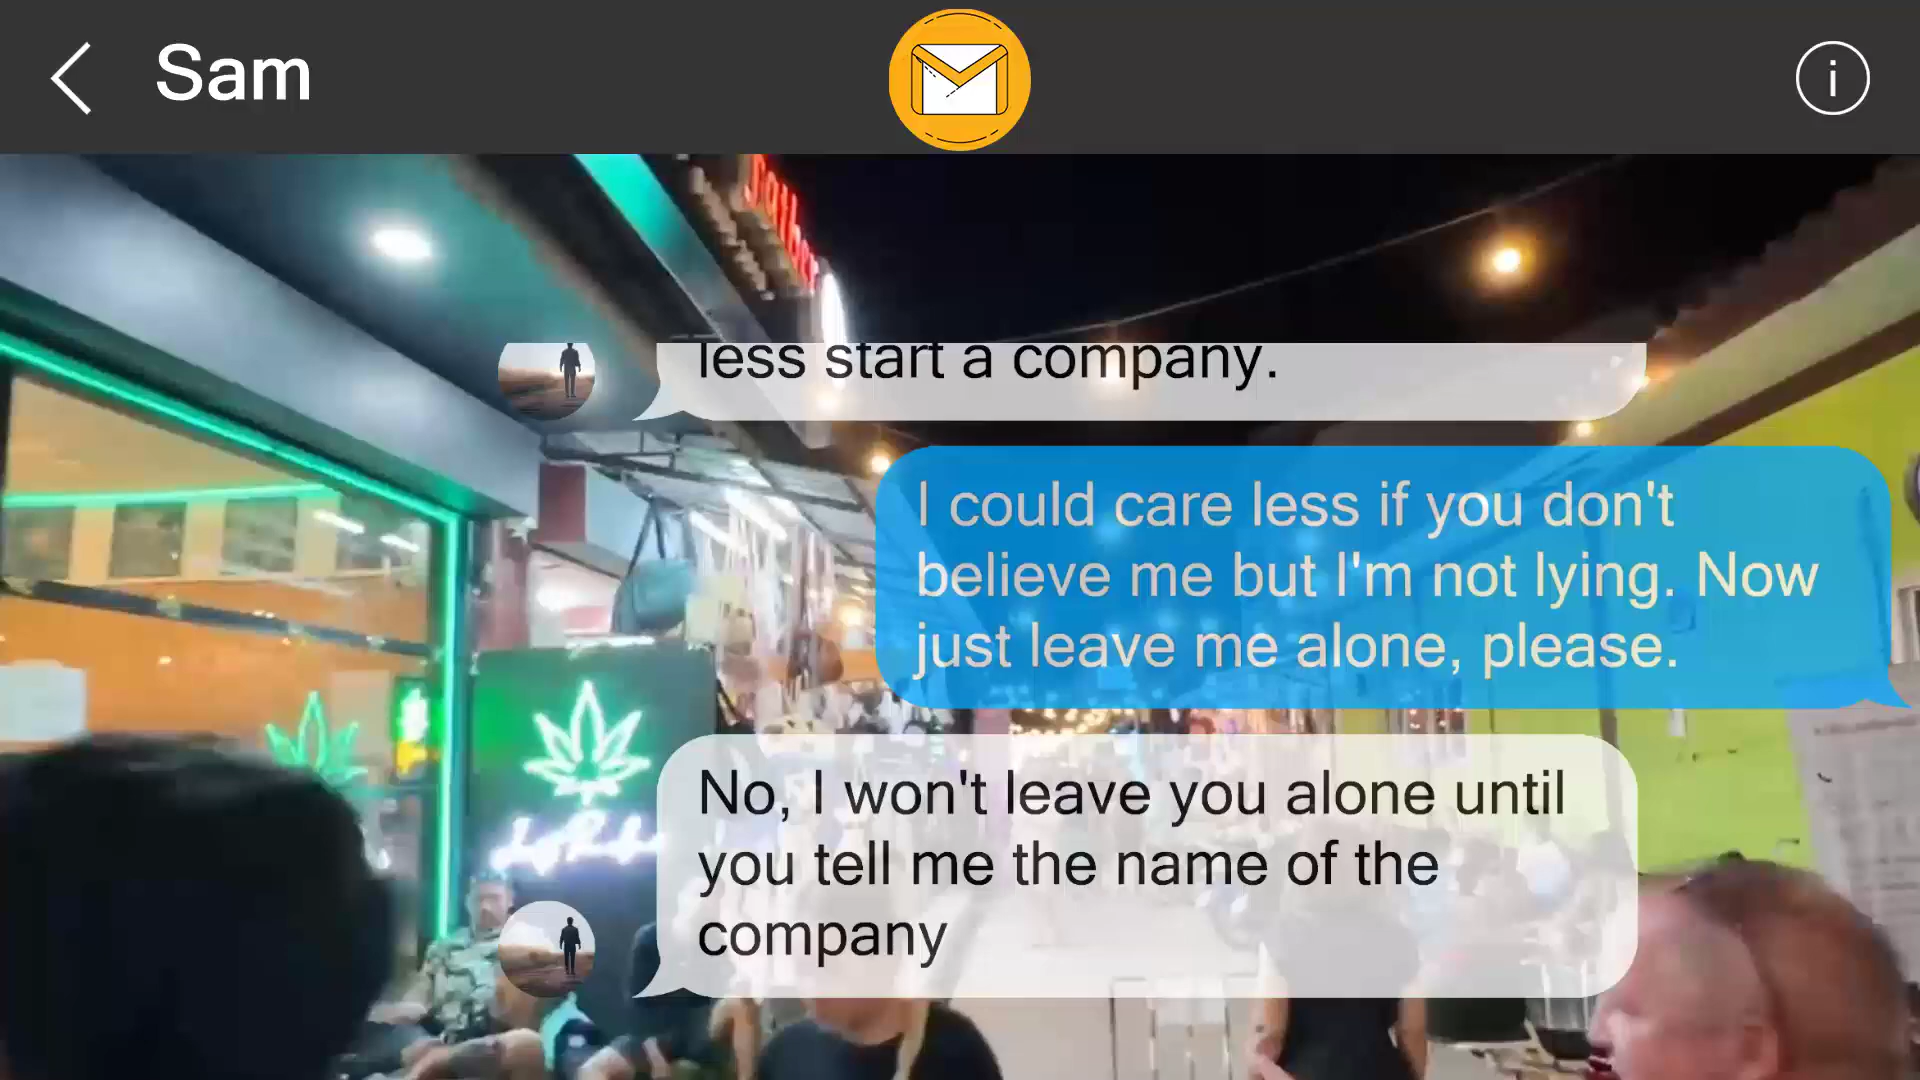 Sam
less start a company.
I could care less if you don't
believe me but I'm not lying. Now
just leave me alone, please.
No, I won't leave you alone until
you tell me the name of the
company